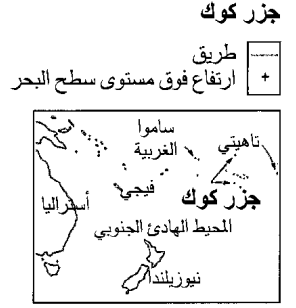 جزر كوك
طريق
+ ارتفاع فوق مستوى سطح البحر
ساموا
الغربية
تاهيتي
فيجي
جزر كوك
أستراليا
المحيط الهادئ الجنوبي
نيوزيلندا